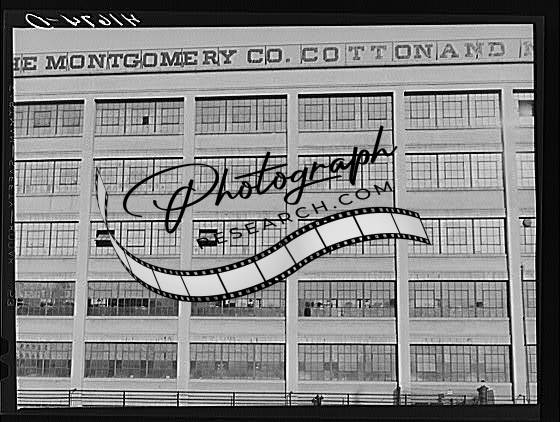 HE MONTGOMERY CO. COTTON AND
Photograph
RESEARCH.COM